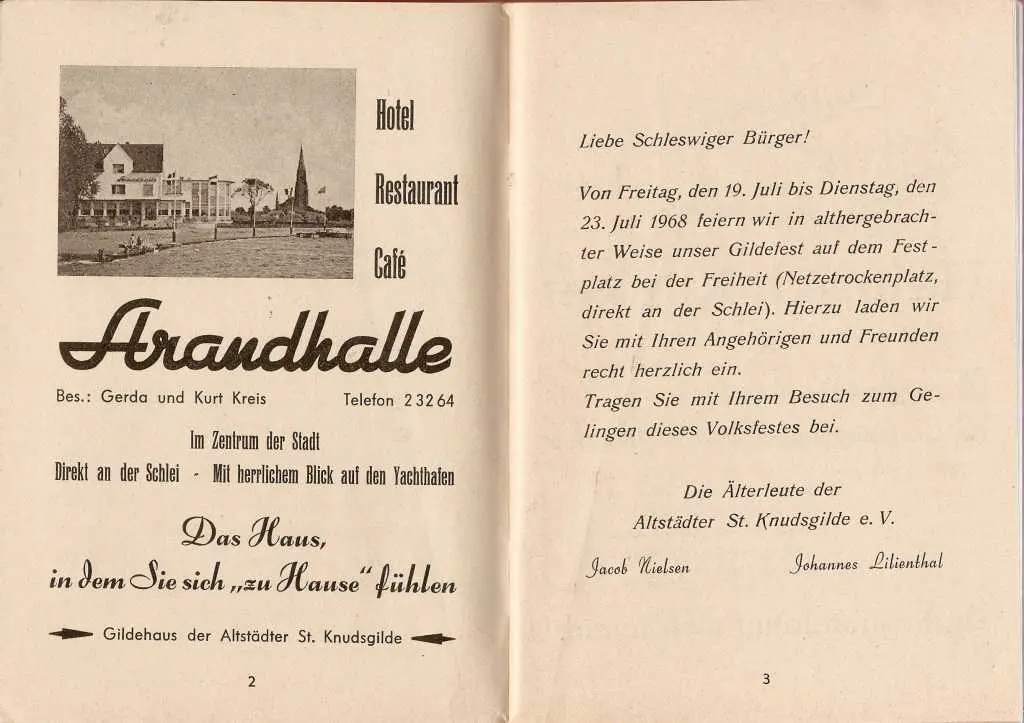 Hotel
Restaurant
Café
Strandhalle
Bes.: Gerda und Kurt Kreis Telefon 2 32 64
Im Zentrum der Stadt
Direkt an der Schlei - Mit herrlichem Blick auf den Yachthafen
Das Haus,
in dem Sie sich „zu Hause“ fühlen
Gildehaus der Altstädter St. Knudsgilde
2
Liebe Schleswiger Bürger!
Von Freitag, den 19. Juli bis Dienstag, den
23. Juli 1968 feiern wir in althergebrach-
ter Weise unser Gildefest auf dem Fest-
platz bei der Freiheit (Netzetrockenplatz,
direkt an der Schlei). Hierzu laden wir
Sie mit Ihren Angehörigen und Freunden
recht herzlich ein.
Tragen Sie mit Ihrem Besuch zum Ge-
lingen dieses Volksfestes bei.
Die Älterleute der
Altstädter St. Knudsgilde e. V.
Jacob Nielsen Johannes Lilienthal
3